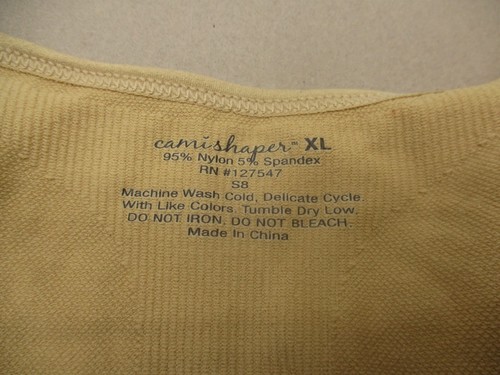 camishaper™ XL
95% Nylon 5% Spandex
RN #127547
S8
Machine Wash Cold, Delicate Cycle.
With Like Colors, Tumble Dry Low,
DO NOT IRON, DO NOT BLEACH.
Made In China